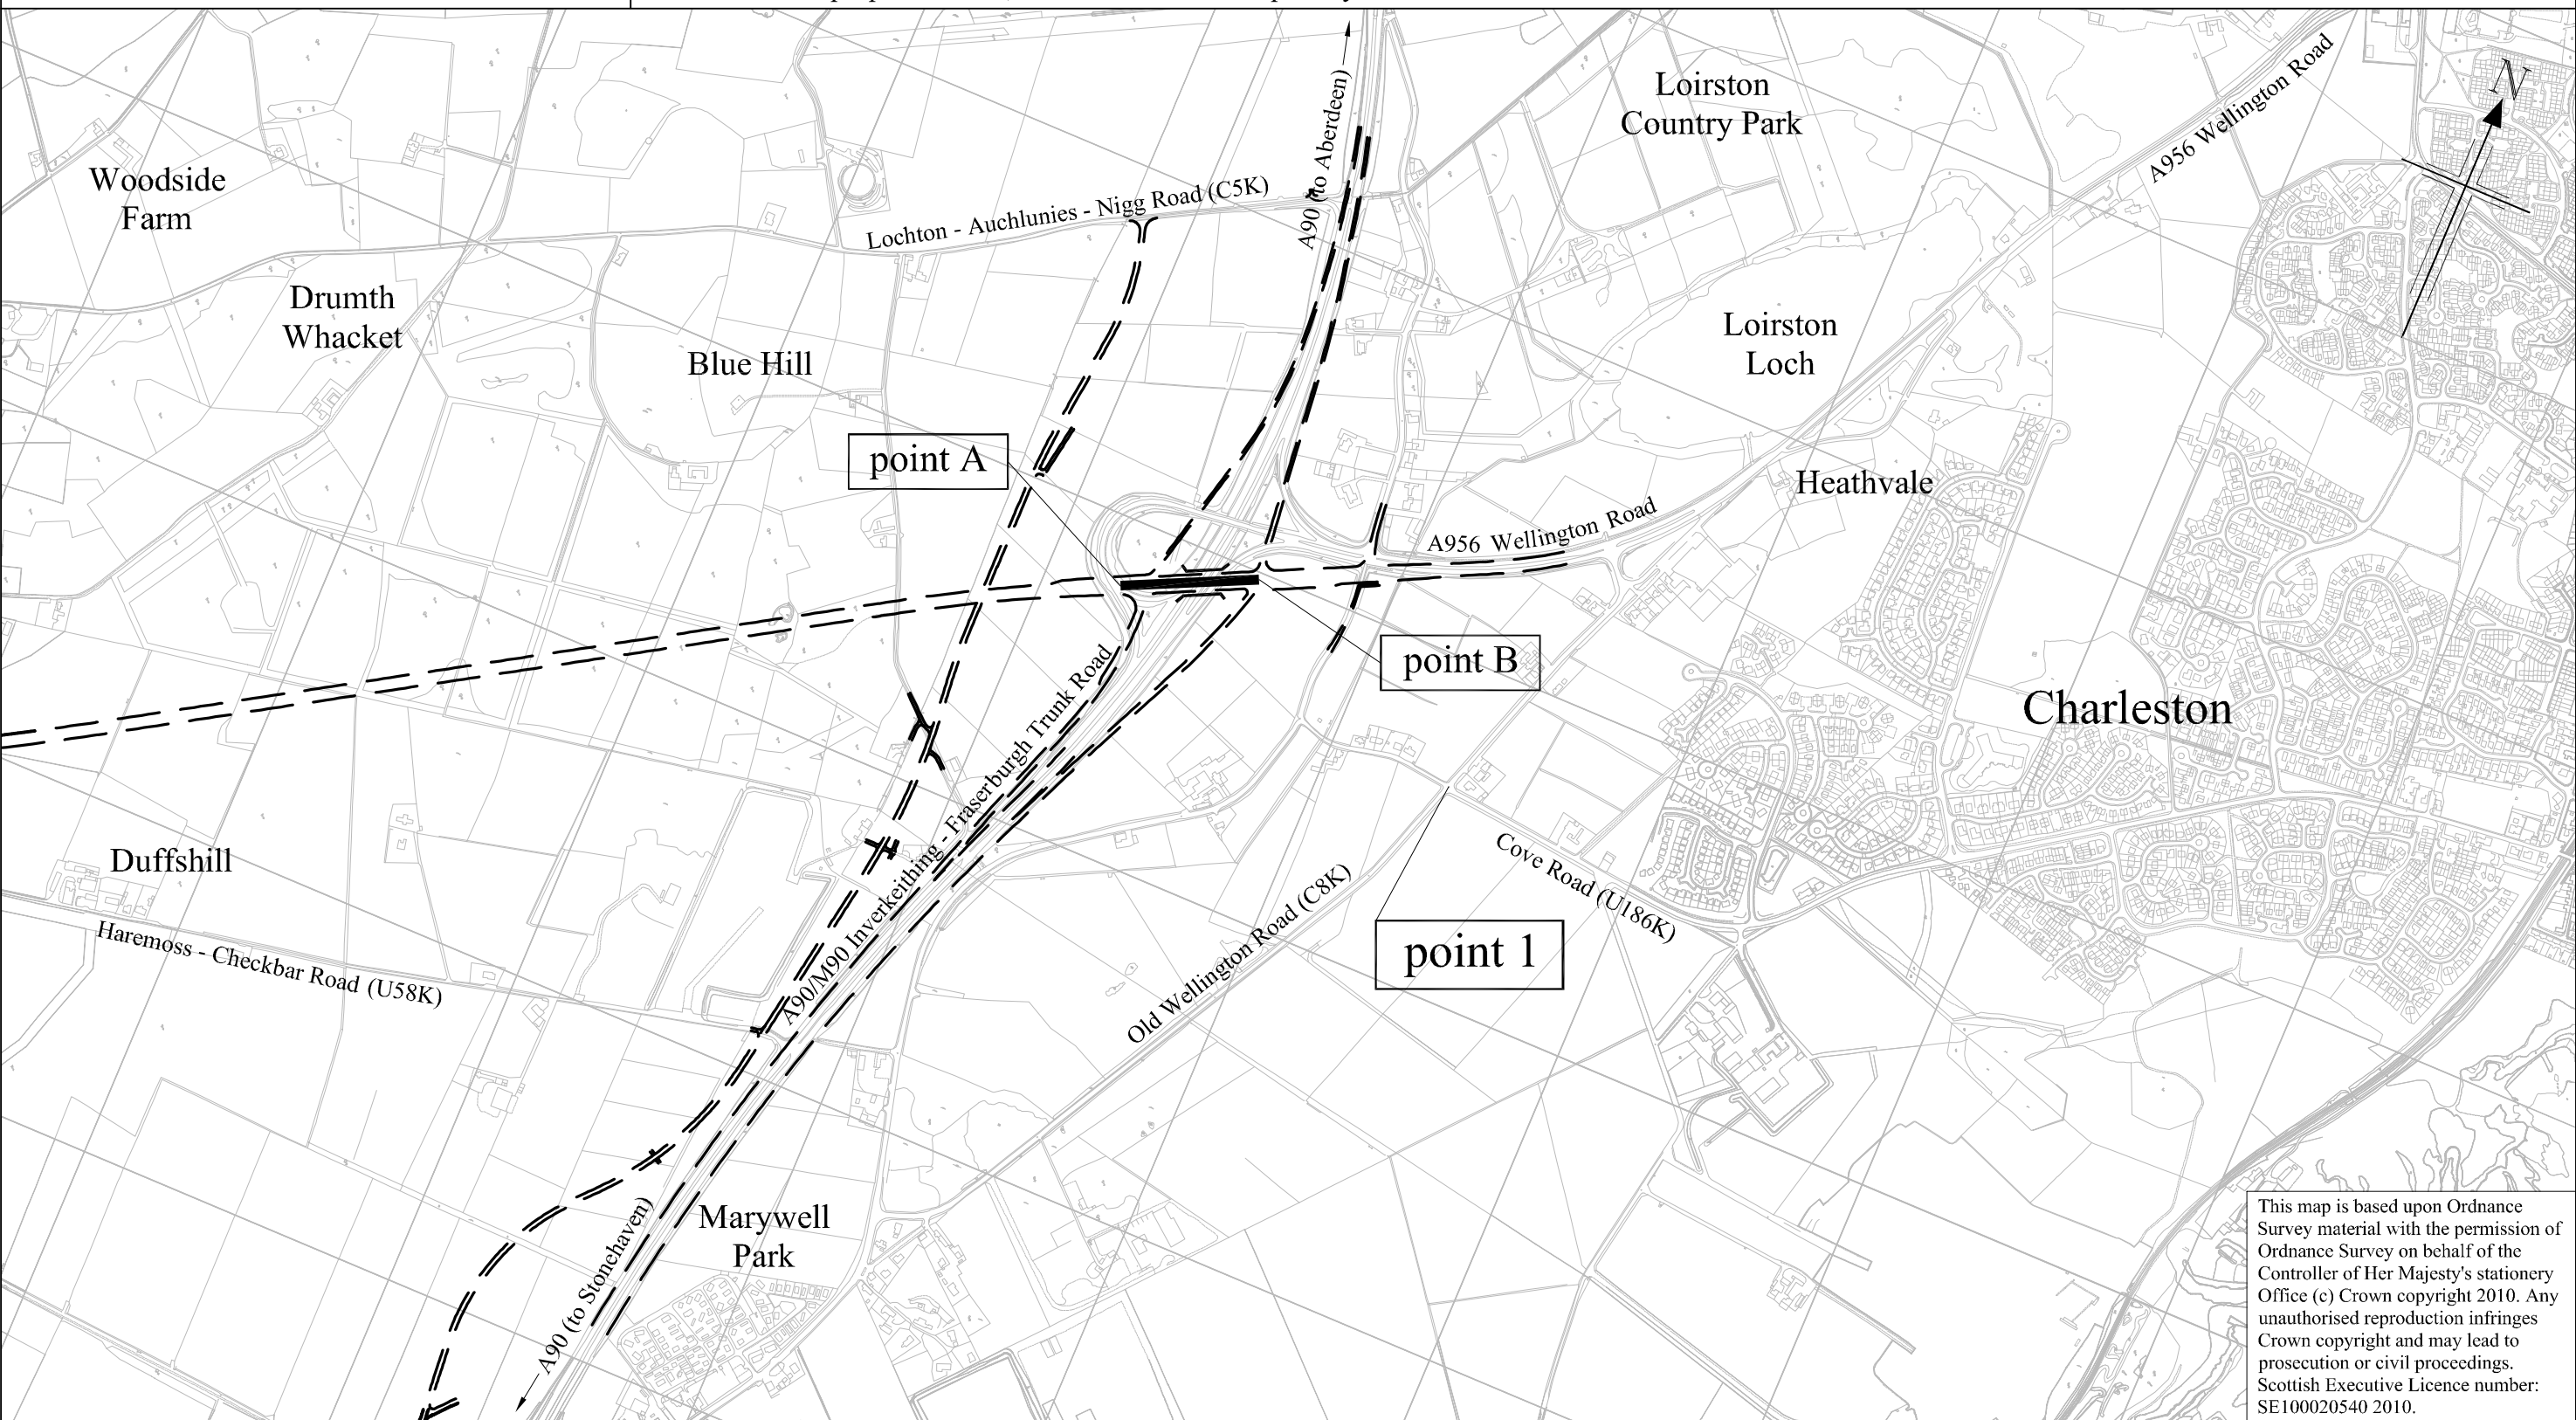 Loirston
Country Park
A956 Wellington Road
N
A90 (to Aberdeen)
Woodside
Farm
Lochton - Auchlunies - Nigg Road (C5K)
Drumth
Whacket
Blue Hill
Loirston
Loch
point A
Heathvale
A956 Wellington Road
point B
Charleston
A90/M90 Inverkeithing - Fraserburgh Trunk Road
Duffshill
Haremoss - Checkbar Road (U58K)
Cove Road (U186K)
Old Wellington Road (C8K)
point 1
Marywell
Park
A90 (to Stonehaven)
This map is based upon Ordnance
Survey material with the permission of
Ordnance Survey on behalf of the
Controller of Her Majesty's stationery
Office (c) Crown copyright 2010. Any
unauthorised reproduction infringes
Crown copyright and may lead to
prosecution or civil proceedings.
Scottish Executive Licence number:
SE100020540 2010.